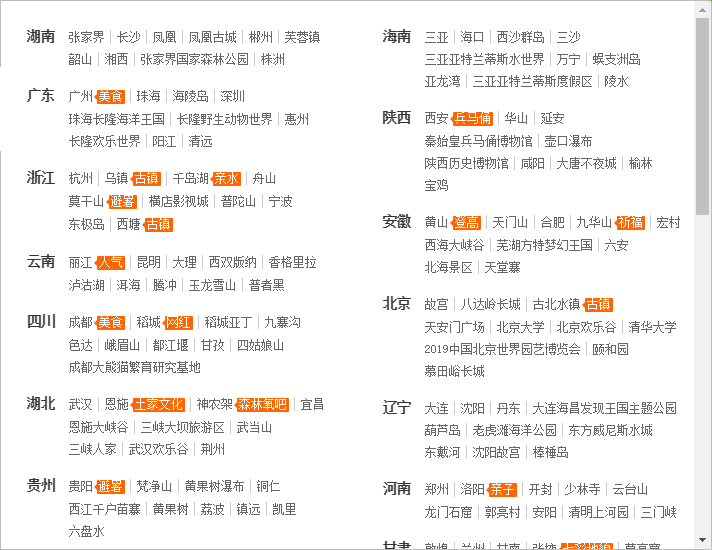 湖南 张家界 长沙 凤凰 凤凰古城 郴州 芙蓉镇
韶山 湘西 张家界国家森林公园 株洲
广东 广州 美食 珠海 海陵岛 深圳
珠海长隆海洋王国 长隆野生动物世界 惠州
长隆欢乐世界 阳江 清远
浙江 杭州 乌镇 古镇 千岛湖 亲水 舟山
莫干山 避暑 横店影视城 普陀山 宁波
东极岛 西塘 古镇
云南 丽江 人气 昆明 大理 西双版纳 香格里拉
泸沽湖 洱海 腾冲 玉龙雪山 普者黑
四川 成都 美食 稻城 网红 稻城亚丁 九寨沟
色达 峨眉山 都江堰 甘孜 四姑娘山
成都大熊猫繁育研究基地
湖北 武汉 恩施 土家文化 神农架 森林氧吧 宜昌
恩施大峡谷 三峡大坝旅游区 武当山
三峡人家 武汉欢乐谷 荆州
贵州 贵阳 避暑 梵净山 黄果树瀑布 铜仁
西江千户苗寨 黄果树 荔波 镇远 凯里
六盘水
海南 三亚 海口 西沙群岛 三沙
三亚亚特兰蒂斯水世界 万宁 蜈支洲岛
亚龙湾 三亚亚特兰蒂斯度假区 陵水
陕西 西安 兵马俑 华山 延安
秦始皇兵马俑博物馆 壶口瀑布
陕西历史博物馆 咸阳 大唐不夜城 榆林
宝鸡
安徽 黄山 登高 天门山 合肥 九华山 祈福 宏村
西海大峡谷 芜湖方特梦幻王国 六安
北海景区 天堂寨
北京 故宫 八达岭长城 古北水镇 古镇
天安门广场 北京大学 北京欢乐谷 清华大学
2019中国北京世界园艺博览会 颐和园
慕田峪长城
辽宁 大连 沈阳 丹东 大连海昌发现王国主题公园
葫芦岛 老虎滩海洋公园 东方威尼斯水城
东戴河 沈阳故宫 棒棰岛
河南 郑州 洛阳 亲子 开封 少林寺 云台山
龙门石窟 郭亮村 安阳 清明上河园 三门峡
甘肃 敦煌 兰州 甘南 张掖 莫高窟